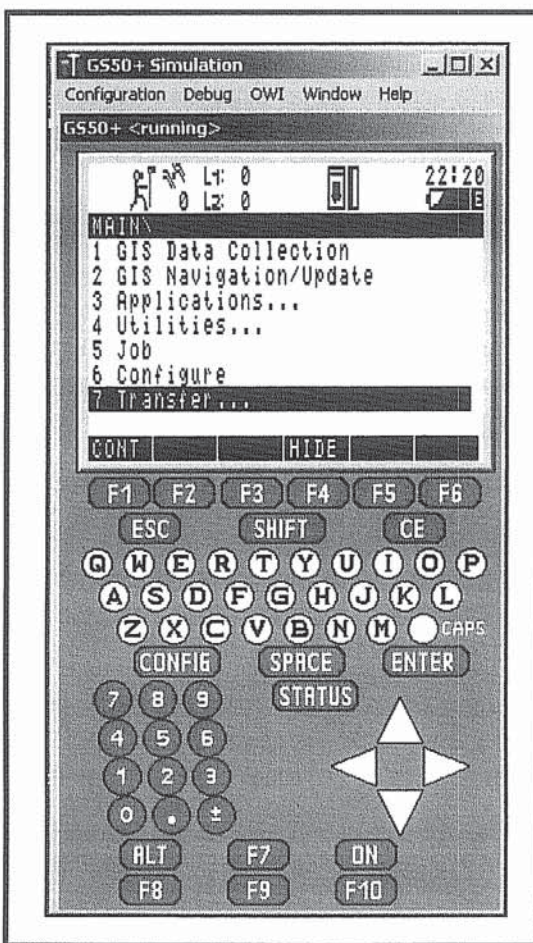 GS50+ Simulation
Configuration Debug OWI Window Help
GS50+ <running>
L1: 0 22:20
0 L2: 0 E
MAIN\
1 GIS Data Collection
2 GIS Navigation/Update
3 Applications...
4 Utilities...
5 Job
6 Configure
7 Transfer...
CONT HIDE
F1 F2 F3 F4 F5 F6
ESC SHIFT CE
Q W E R T Y U I O P
A S D F G H J K L
Z X C V B N M CAPS
CONFIG SPACE ENTER
STATUS
7 8 9
4 5 6
1 2 3
0 . ±
ALT F7 ON
F8 F9 F10